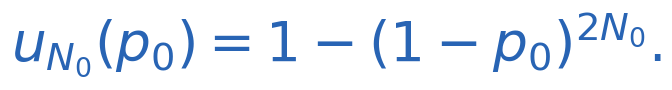 $u_{N_0}(p_0) = 1 - (1 - p_0)^{2N_0}.$